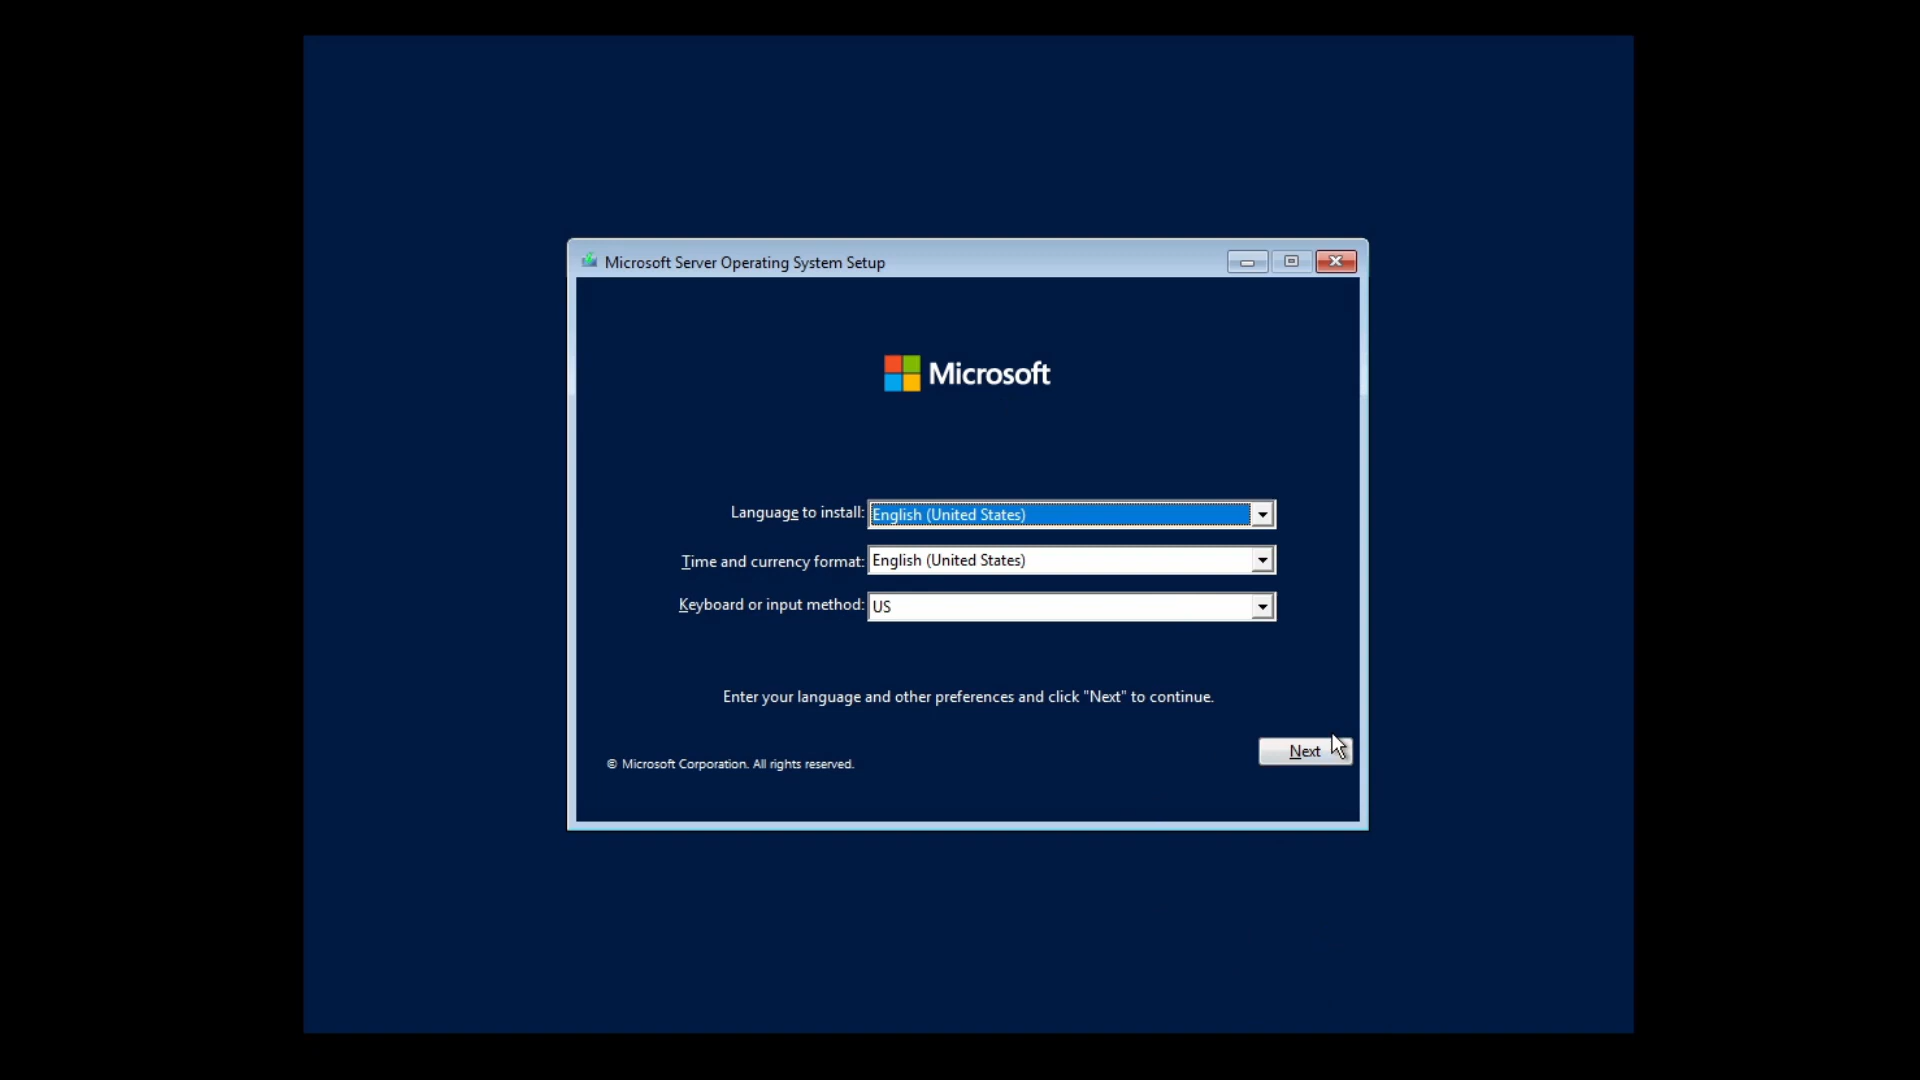 Microsoft Server Operating System Setup
Microsoft
Language to install: English (United States)
Time and currency format: English (United States)
Keyboard or input method: US
Enter your language and other preferences and click "Next" to continue.
Next
© Microsoft Corporation. All rights reserved.